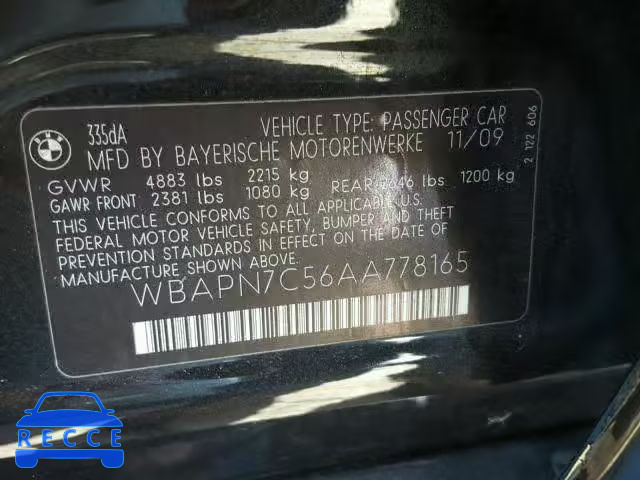 BMW
335dA
VEHICLE TYPE: PASSENGER CAR
MFD BY BAYERISCHE MOTORENWERKE 11/09
GVWR 4883 lbs 2215 kg
GAWR FRONT 2381 lbs 1080 kg REAR 2646 lbs 1200 kg
THIS VEHICLE CONFORMS TO ALL APPLICABLE U.S.
FEDERAL MOTOR VEHICLE SAFETY, BUMPER AND THEFT
PREVENTION STANDARDS IN EFFECT ON THE DATE OF
MANUFACTURE SHOWN ABOVE.
WBAPN7C56AA778165
2 122 606